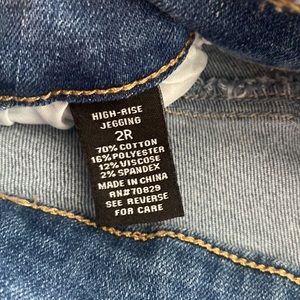 HIGH-RISE
JEGGING
2R
70% COTTON
16% POLYESTER
12% VISCOSE
2% SPANDEX
MADE IN CHINA
RN#70829
SEE REVERSE
FOR CARE